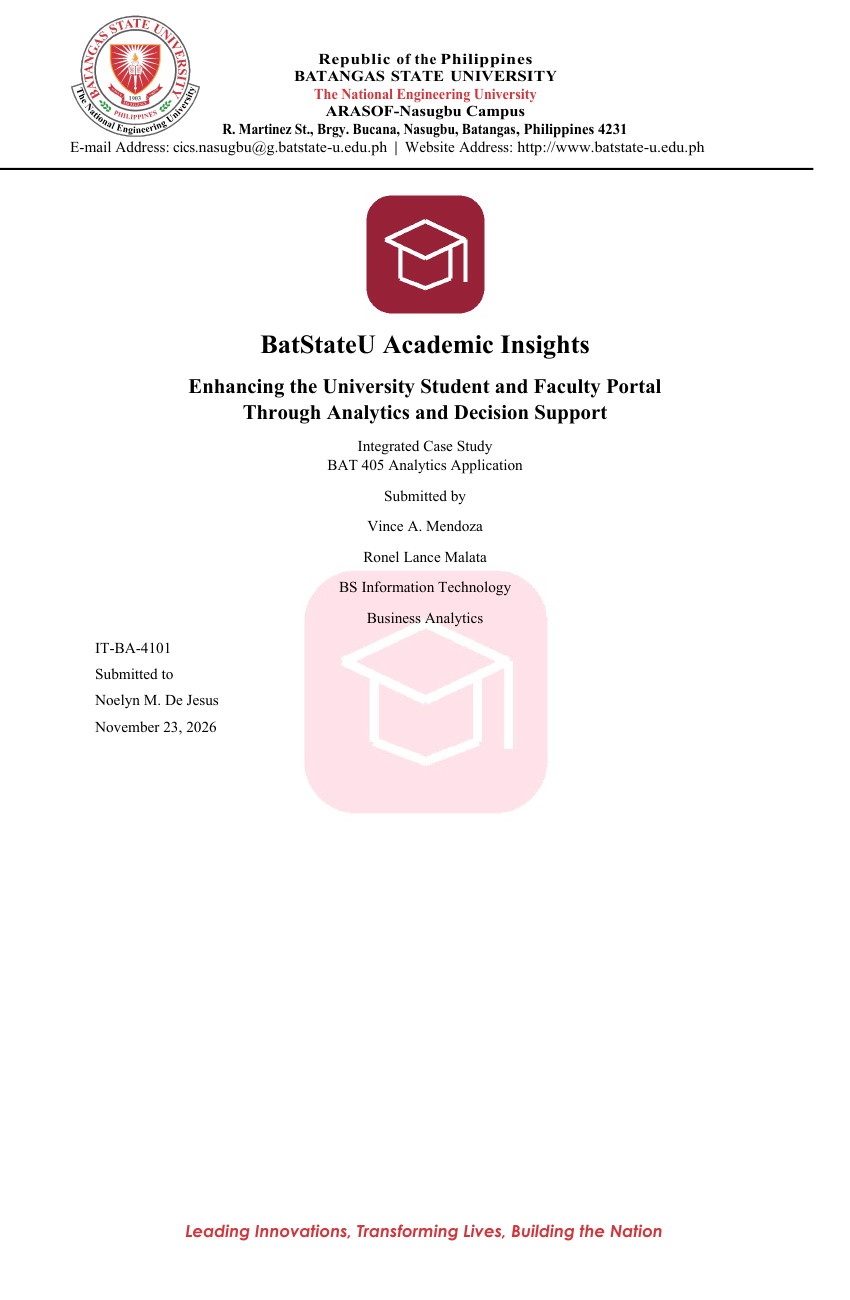 BATANGAS STATE UNIVERSITY
The National Engineering University
PHILIPPINES
1903
Republic of the Philippines
BATANGAS STATE UNIVERSITY
The National Engineering University
ARASOF-Nasugbu Campus
R. Martinez St., Brgy. Bucana, Nasugbu, Batangas, Philippines 4231
E-mail Address: cics.nasugbu@g.batstate-u.edu.ph | Website Address: http://www.batstate-u.edu.ph
BatStateU Academic Insights
Enhancing the University Student and Faculty Portal
Through Analytics and Decision Support
Integrated Case Study
BAT 405 Analytics Application
Submitted by
Vince A. Mendoza
Ronel Lance Malata
BS Information Technology
Business Analytics
IT-BA-4101
Submitted to
Noelyn M. De Jesus
November 23, 2026
Leading Innovations, Transforming Lives, Building the Nation